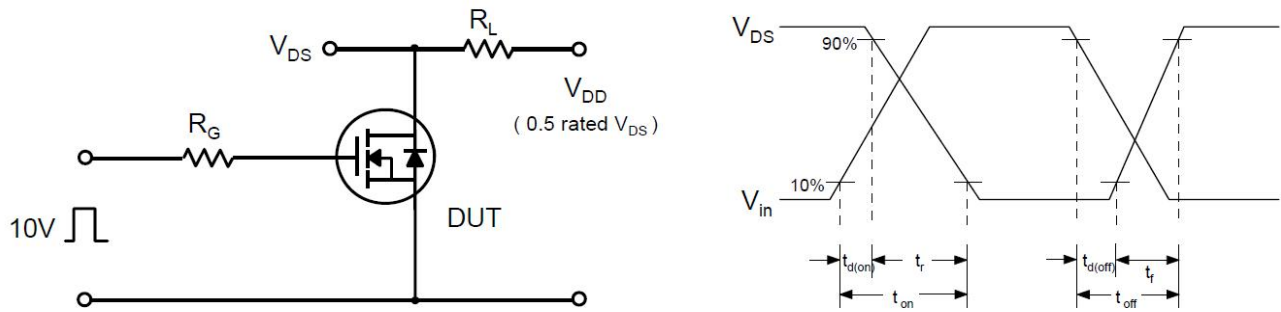 R_L
V_DS
V_DD
( 0.5 rated V_DS )
R_G
10V
DUT
V_DS
90%
10%
V_in
t_d(on)
t_r
t_on
t_d(off)
t_f
t_off